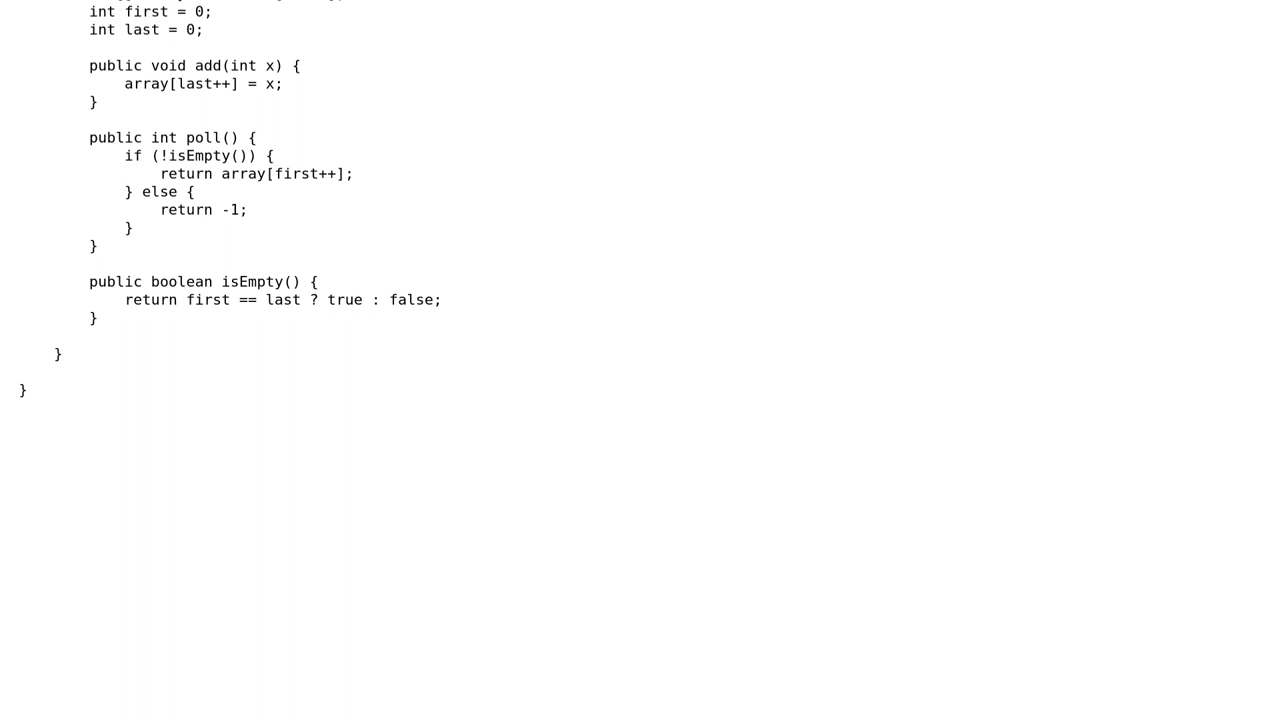 int first = 0;
int last = 0;
public void add(int x) {
array[last++] = x;
}
public int poll() {
if (!isEmpty()) {
return array[first++];
} else {
return -1;
}
}
public boolean isEmpty() {
return first == last ? true : false;
}
}
}